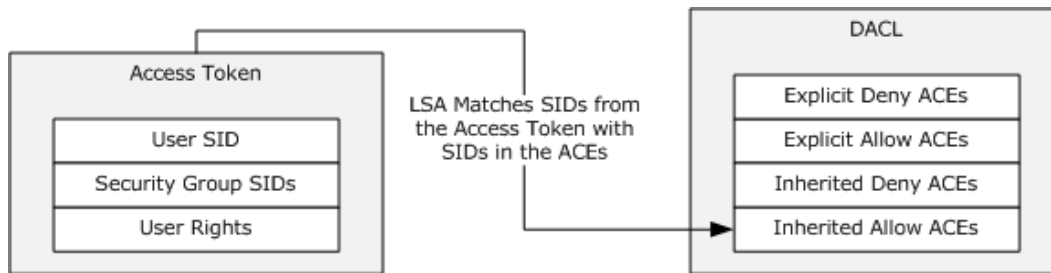 Access Token
User SID
Security Group SIDs
User Rights
LSA Matches SIDs from
the Access Token with
SIDs in the ACEs
DACL
Explicit Deny ACEs
Explicit Allow ACEs
Inherited Deny ACEs
Inherited Allow ACEs